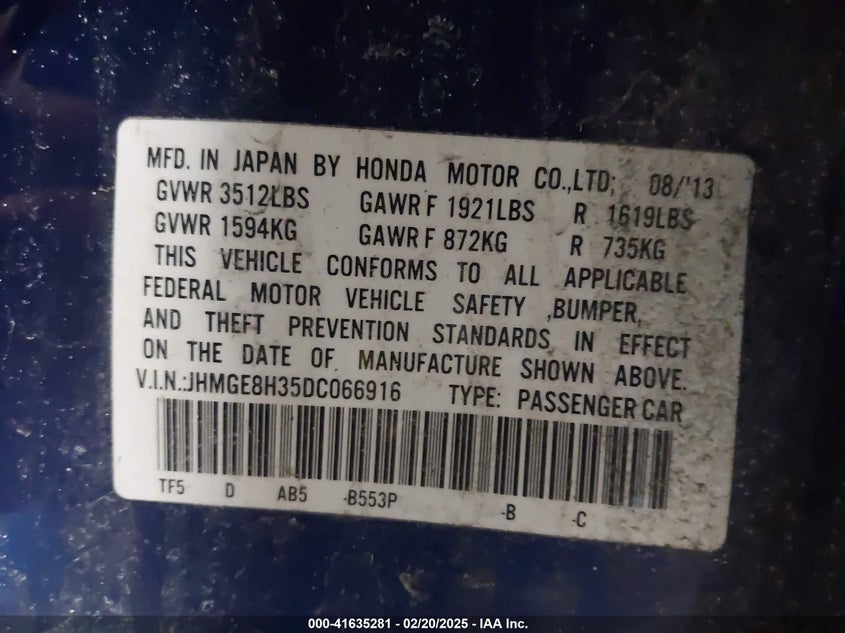 MFD. IN JAPAN BY HONDA MOTOR CO.,LTD; 08/'13
GVWR 3512LBS GAWR F 1921LBS R 1619LBS
GVWR 1594KG GAWR F 872KG R 735KG
THIS VEHICLE CONFORMS TO ALL APPLICABLE
FEDERAL MOTOR VEHICLE SAFETY ,BUMPER,
AND THEFT PREVENTION STANDARDS IN EFFECT
ON THE DATE OF MANUFACTURE SHOWN ABOVE.
V.I.N.:JHMGE8H35DC066916 TYPE: PASSENGER CAR
TF5 D AB5 -B553P -B -C
000-41635281 - 02/20/2025 - IAA Inc.